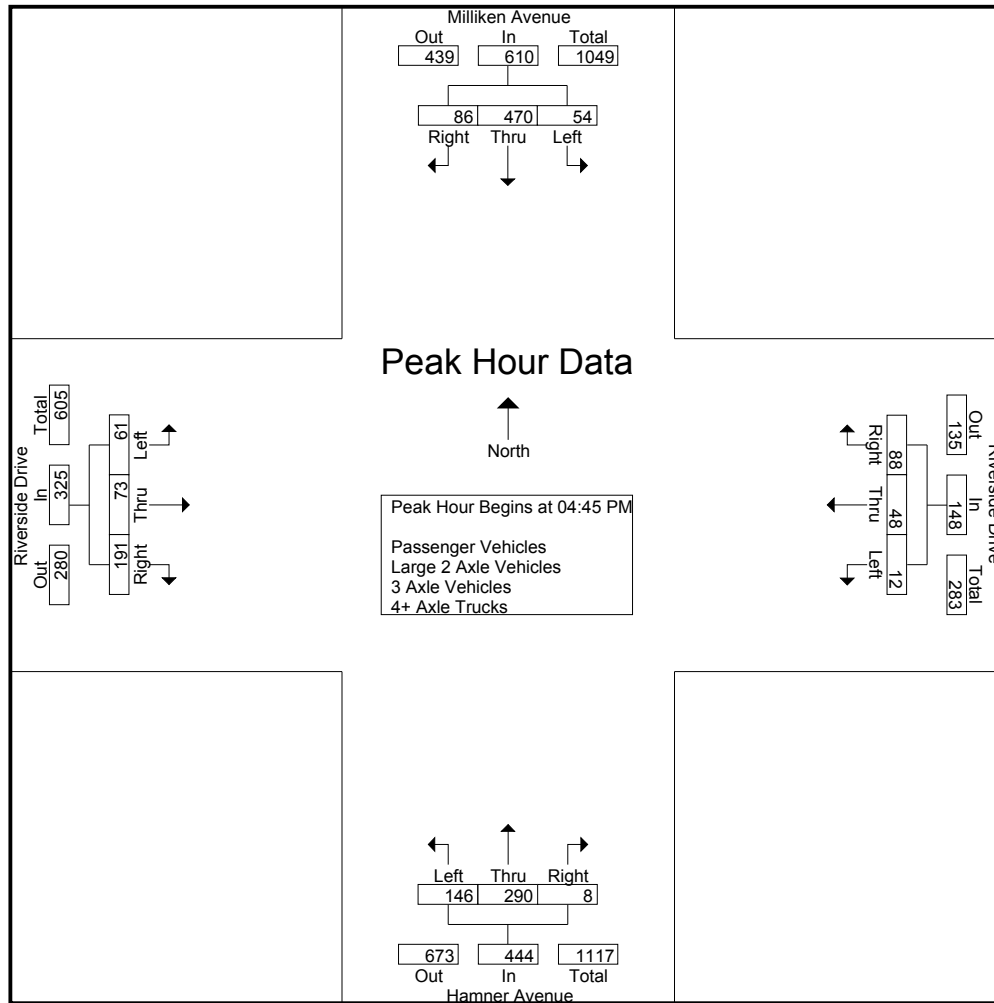 Milliken Avenue
Out In Total
439 610 1049
86 470 54
Right Thru Left
Peak Hour Data
North
Peak Hour Begins at 04:45 PM
Passenger Vehicles
Large 2 Axle Vehicles
3 Axle Vehicles
4+ Axle Trucks
Riverside Drive
Out In Total
280 325 605
191 73 61
Right Thru Left
Riverside Drive
Out In Total
135 148 283
88 48 12
Right Thru Left
Left Thru Right
146 290 8
673 444 1117
Out In Total
Hamner Avenue